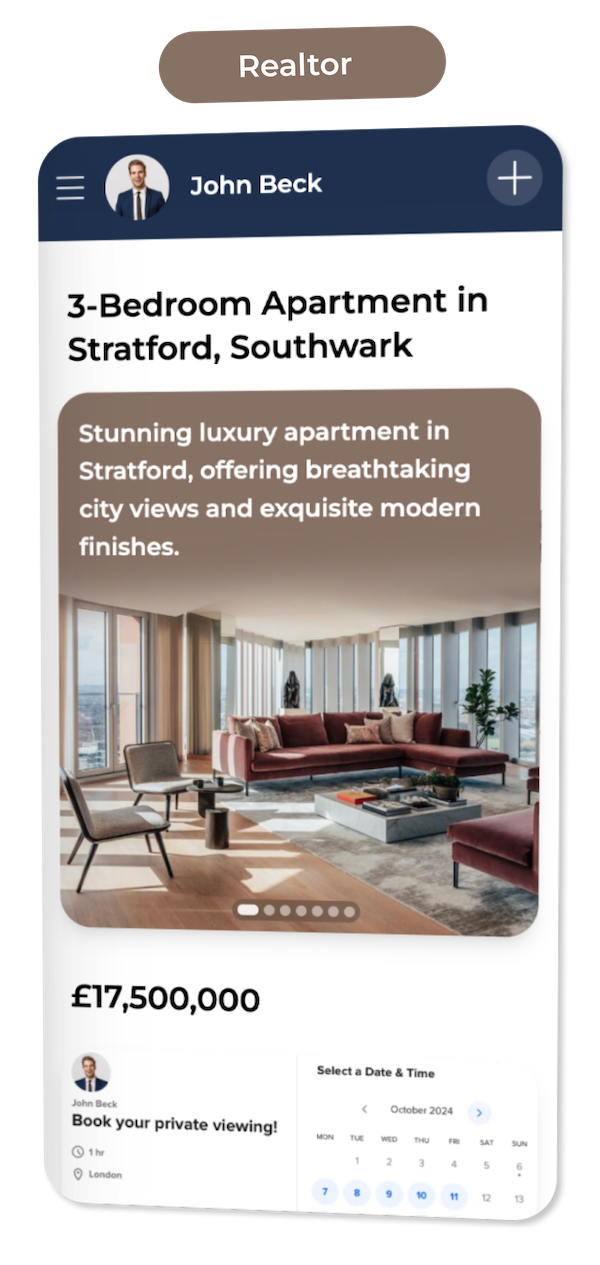 Realtor
John Beck
3-Bedroom Apartment in
Stratford, Southwark
Stunning luxury apartment in
Stratford, offering breathtaking
city views and exquisite modern
finishes.
£17,500,000
John Beck
Book your private viewing!
1 hr
London
Select a Date & Time
October 2024
MON TUE WED THU FRI SAT SUN
1 2 3 4 5 6
7 8 9 10 11 12 13